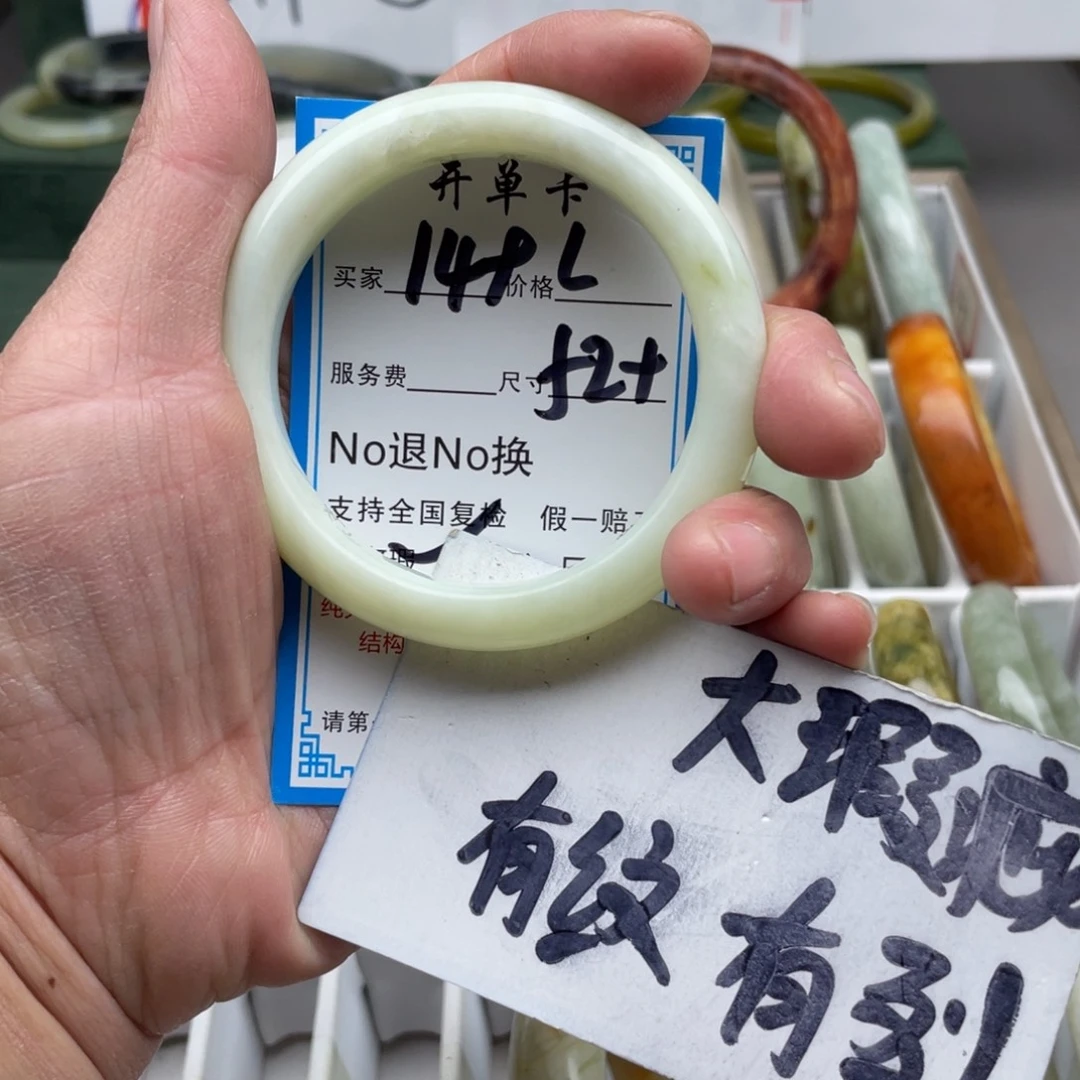 开单卡
买家 价格
服务费 尺寸
No退No换
支持全国复检 假一赔
结构
请第
大瑕疵
有纹
有裂